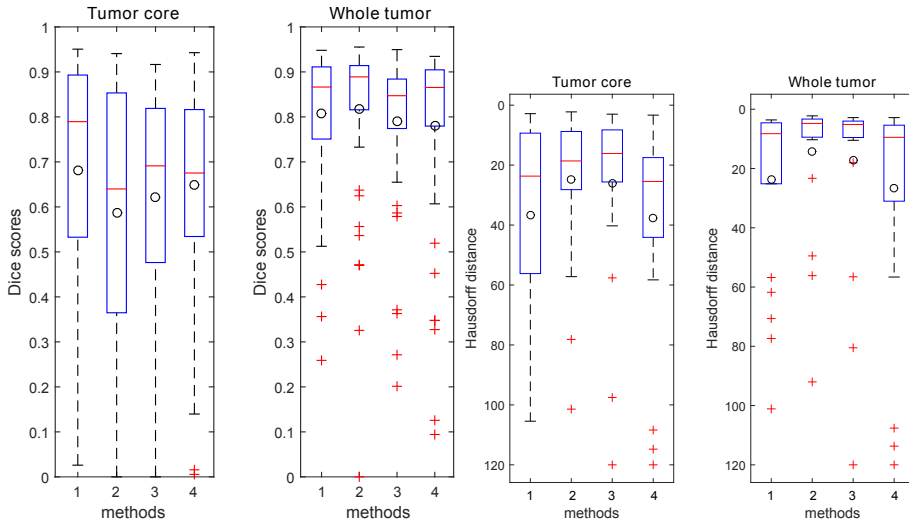 Tumor core
Dice scores
1
0.9
0.8
0.7
0.6
0.5
0.4
0.3
0.2
0.1
0
1 2 3 4
methods
Whole tumor
Dice scores
1
0.9
0.8
0.7
0.6
0.5
0.4
0.3
0.2
0.1
0
1 2 3 4
methods
Tumor core
Hausdorff distance
0
20
40
60
80
100
120
1 2 3 4
methods
Whole tumor
Hausdorff distance
0
20
40
60
80
100
120
1 2 3 4
methods